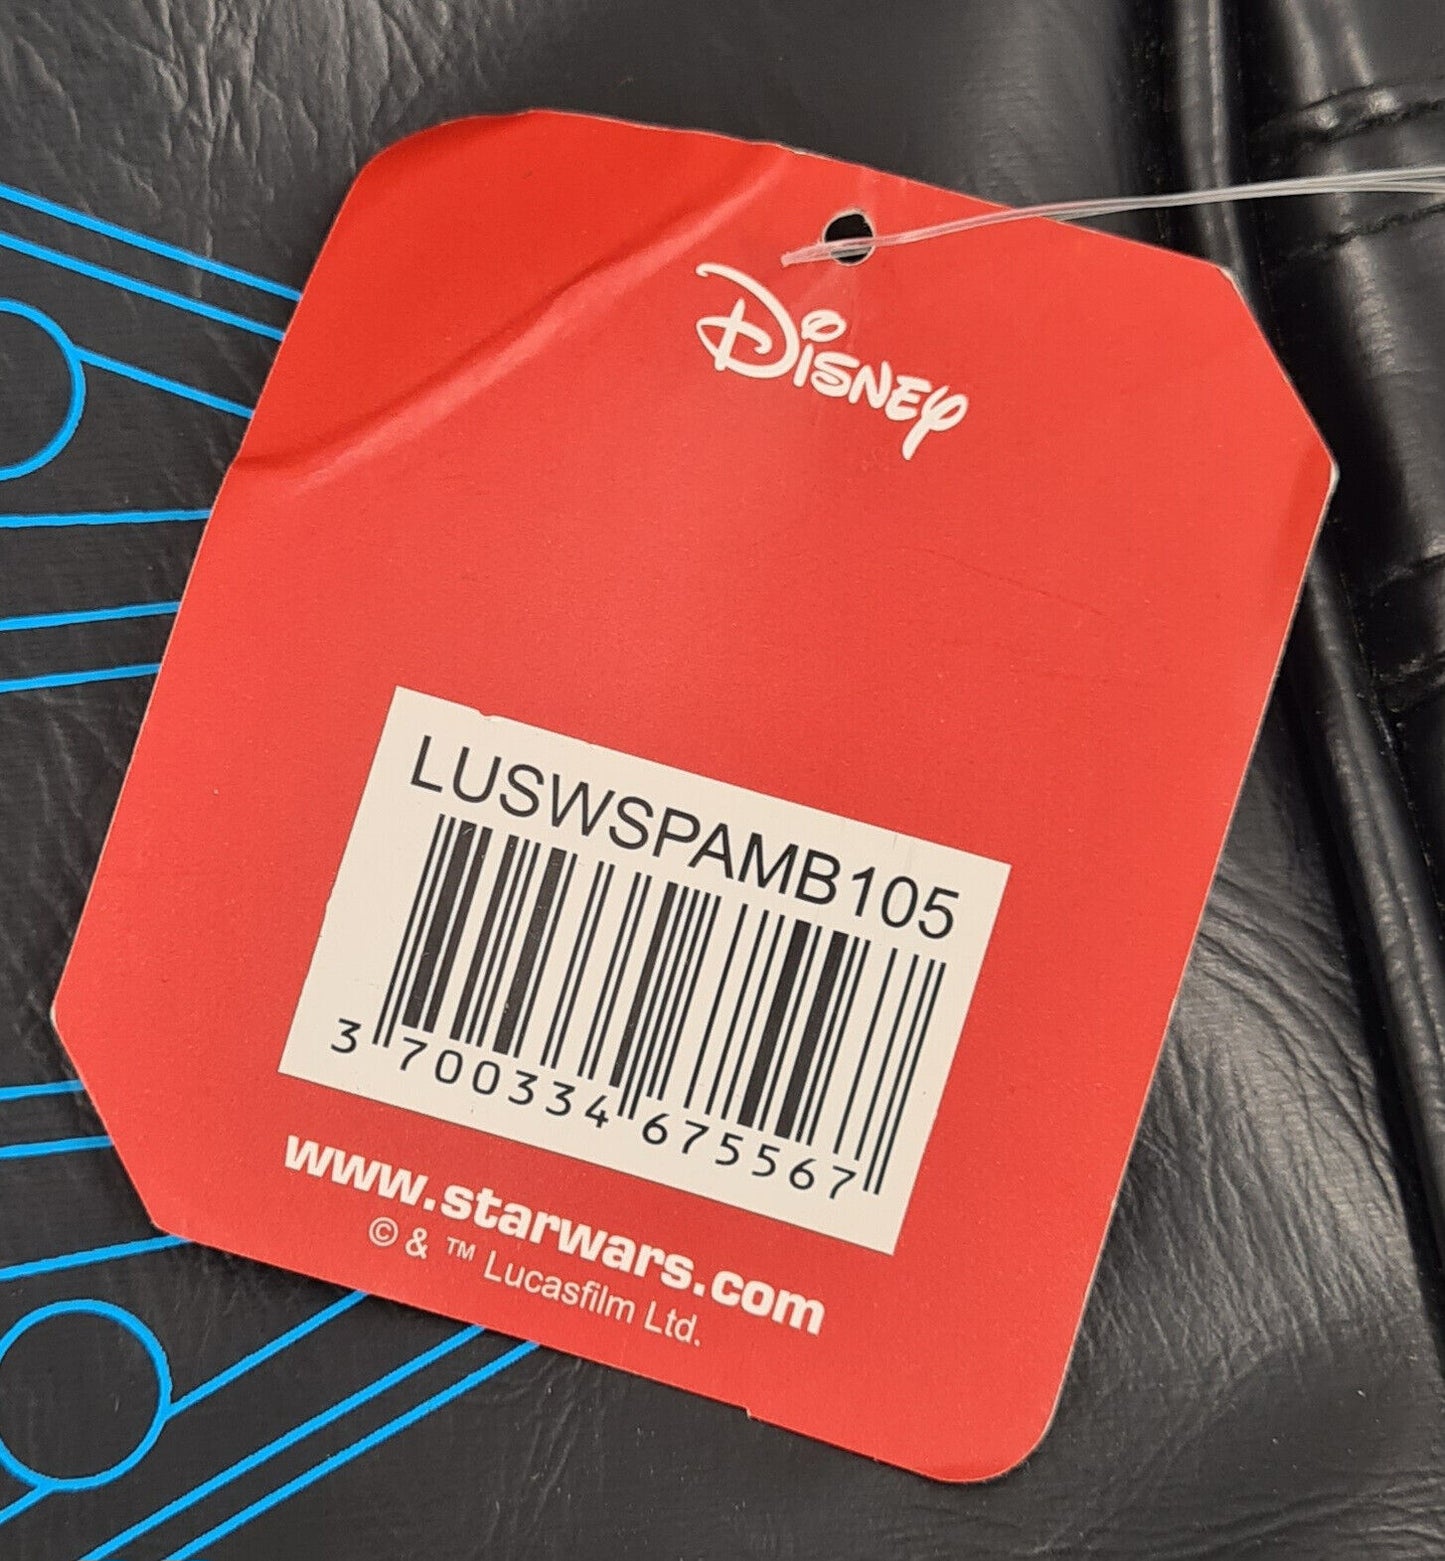 Disney
LUSWSPAMB105
3 700334 675567
www.starwars.com
© & ™ Lucasfilm Ltd.